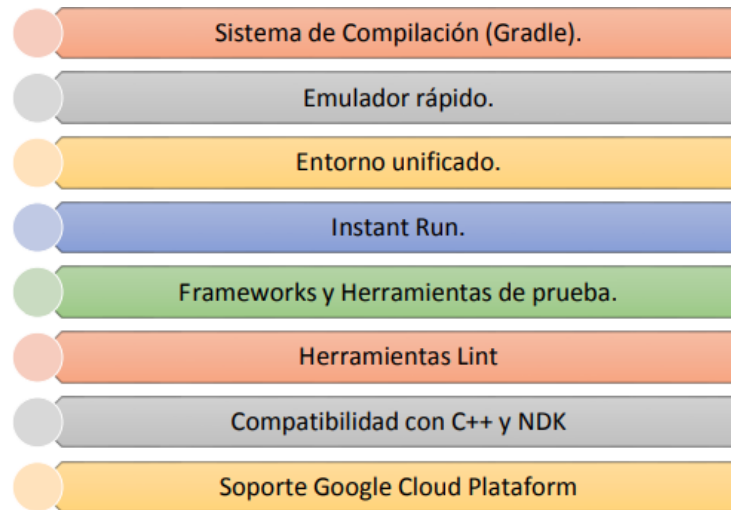 Sistema de Compilación (Gradle).
Emulador rápido.
Entorno unificado.
Instant Run.
Frameworks y Herramientas de prueba.
Herramientas Lint
Compatibilidad con C++ y NDK
Soporte Google Cloud Plataform